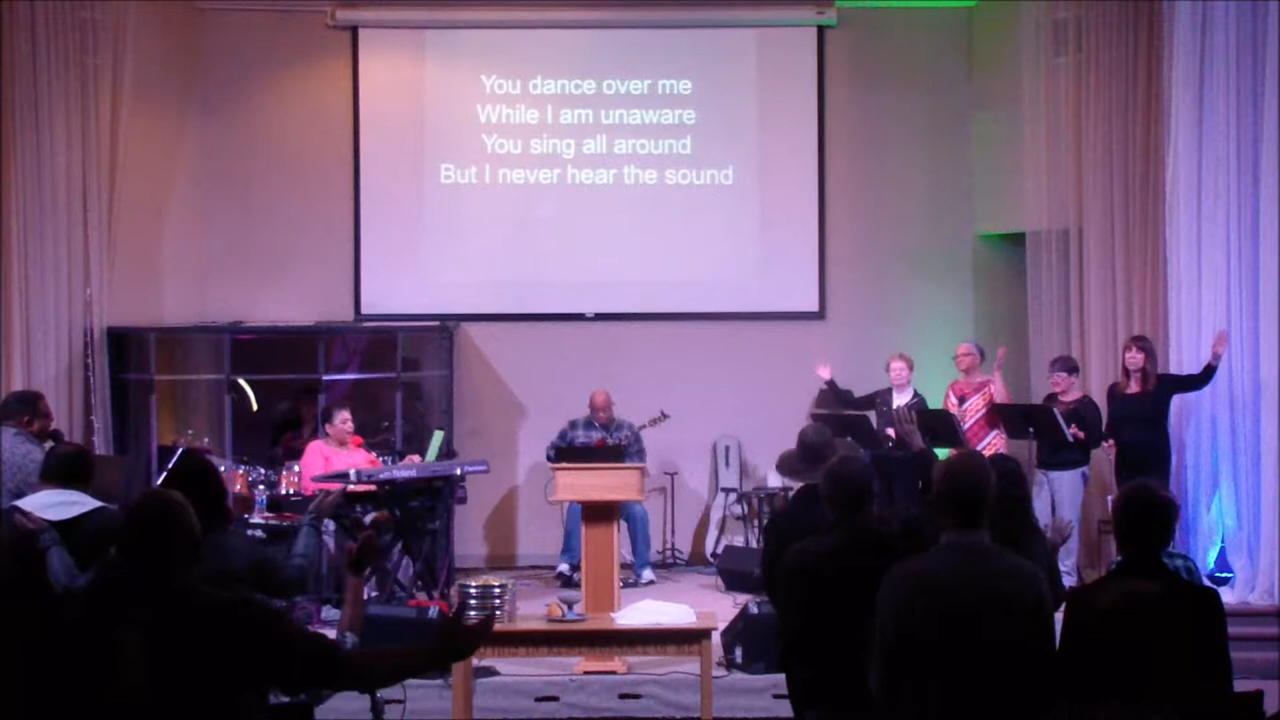 You dance over me
While I am unaware
You sing all around
But I never hear the sound
Roland